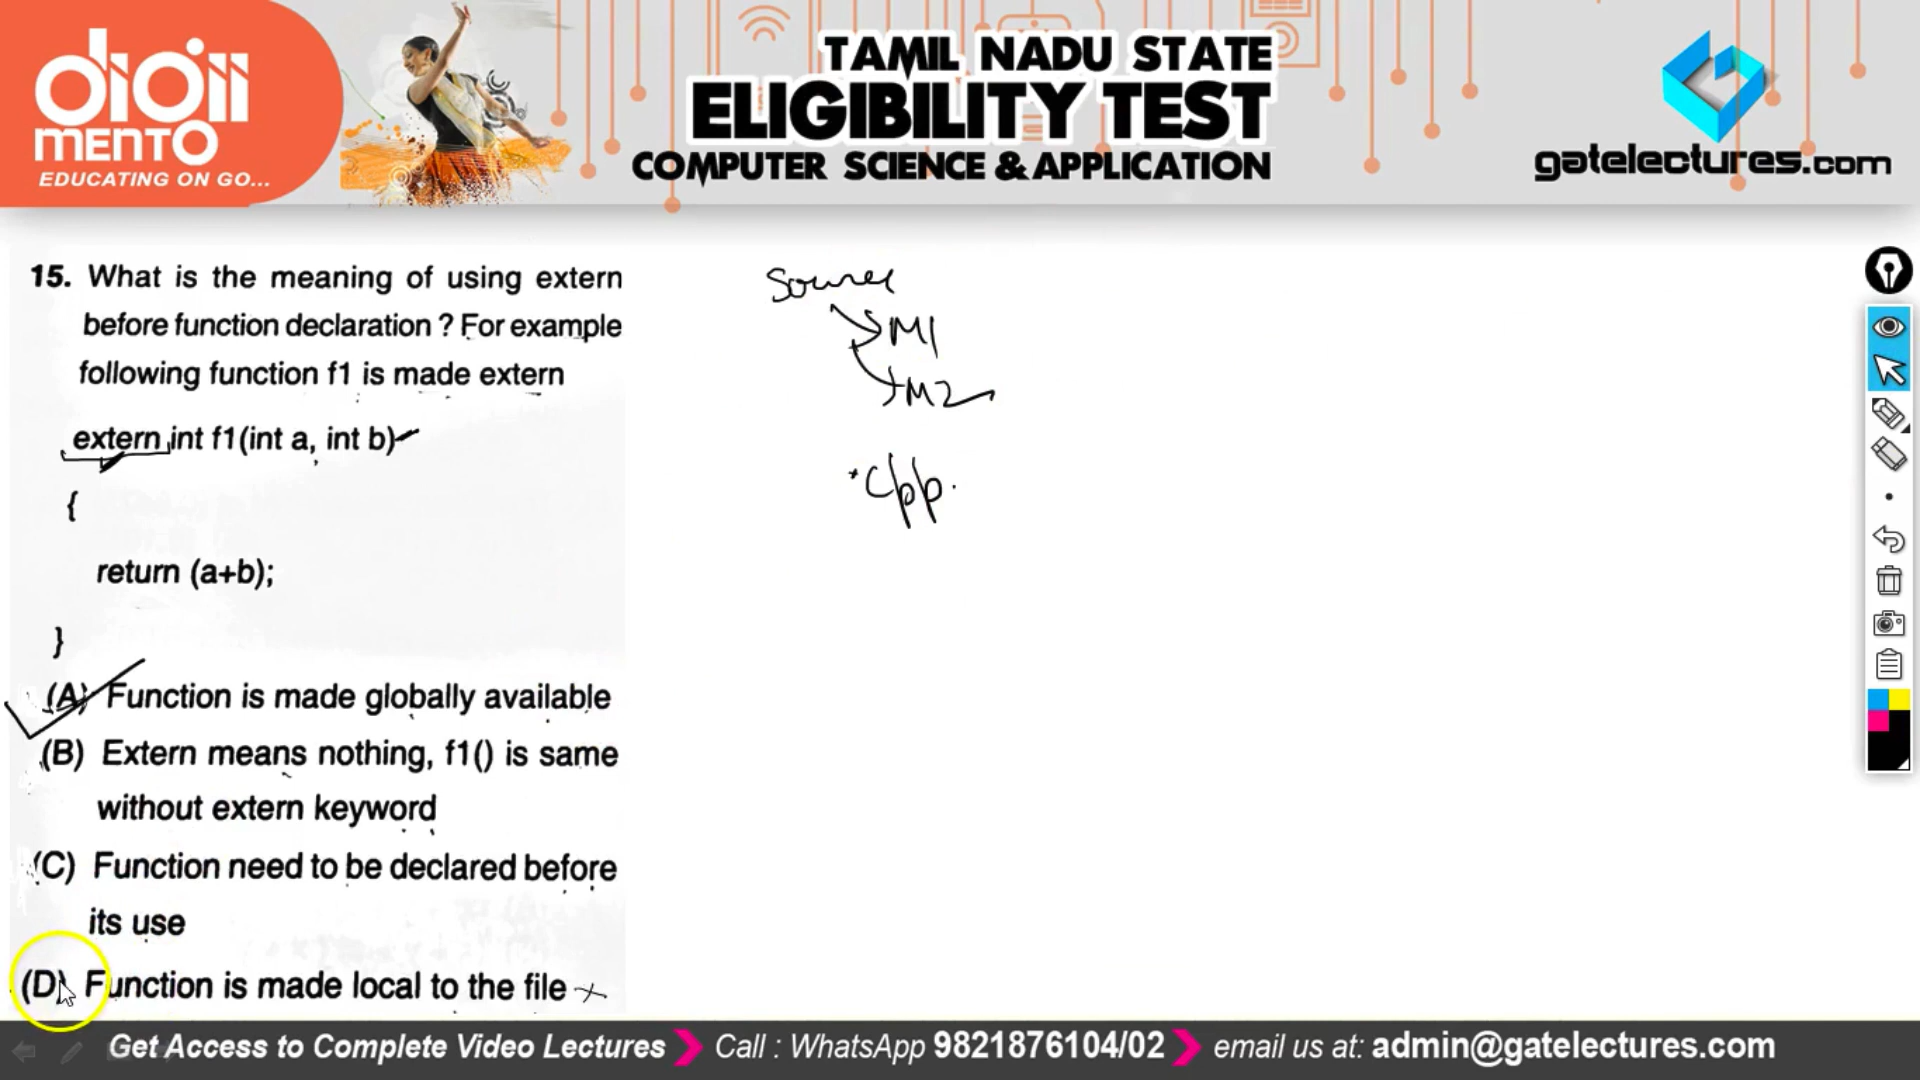 digii
MENTO
EDUCATING ON GO...
TAMIL NADU STATE
ELIGIBILITY TEST
COMPUTER SCIENCE & APPLICATION
gatelectures.com
15. What is the meaning of using extern
before function declaration ? For example
following function f1 is made extern
extern int f1(int a, int b)
{
return (a+b);
}
(A) Function is made globally available
(B) Extern means nothing, f1() is same
without extern keyword
(C) Function need to be declared before
its use
(D) Function is made local to the file
Source
M1
M2
Cpp.
Get Access to Complete Video Lectures
Call : WhatsApp 9821876104/02
email us at: admin@gatelectures.com